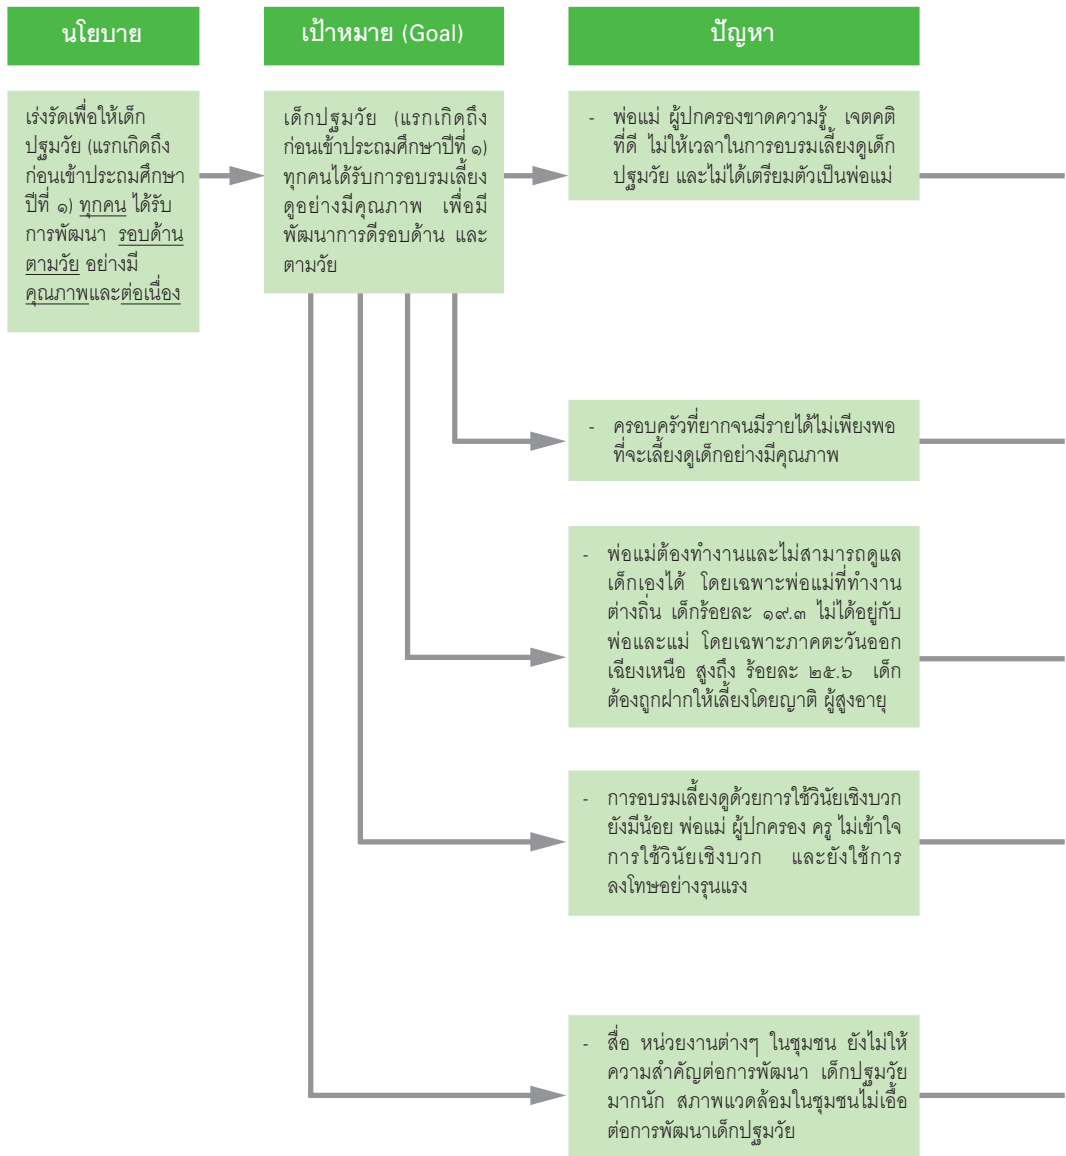 นโยบาย
เป้าหมาย (Goal)
ปัญหา
เร่งรัดเพื่อให้เด็ก
ปฐมวัย (แรกเกิดถึง
ก่อนเข้าประถมศึกษา
ปีที่ ๑) ทุกคน ได้รับ
การพัฒนา รอบด้าน
ตามวัย อย่างมี
คุณภาพและต่อเนื่อง
เด็กปฐมวัย (แรกเกิดถึง
ก่อนเข้าประถมศึกษาปีที่ ๑)
ทุกคนได้รับการอบรมเลี้ยง
ดูอย่างมีคุณภาพ เพื่อมี
พัฒนาการดีรอบด้าน และ
ตามวัย
- พ่อแม่ ผู้ปกครองขาดความรู้ เจตคติ
ที่ดี ไม่ให้เวลาในการอบรมเลี้ยงดูเด็ก
ปฐมวัย และไม่ได้เตรียมตัวเป็นพ่อแม่
- ครอบครัวที่ยากจนมีรายได้ไม่เพียงพอ
ที่จะเลี้ยงดูเด็กอย่างมีคุณภาพ
- พ่อแม่ต้องทำงานและไม่สามารถดูแล
เด็กเองได้ โดยเฉพาะพ่อแม่ที่ทำงาน
ต่างถิ่น เด็กร้อยละ ๑๙.๓ ไม่ได้อยู่กับ
พ่อและแม่ โดยเฉพาะภาคตะวันออก
เฉียงเหนือ สูงถึง ร้อยละ ๒๕.๖ เด็ก
ต้องถูกฝากให้เลี้ยงโดยญาติ ผู้สูงอายุ
- การอบรมเลี้ยงดูด้วยการใช้วินัยเชิงบวก
ยังมีน้อย พ่อแม่ ผู้ปกครอง ครู ไม่เข้าใจ
การใช้วินัยเชิงบวก และยังใช้การ
ลงโทษอย่างรุนแรง
- สื่อ หน่วยงานต่างๆ ในชุมชน ยังไม่ให้
ความสำคัญต่อการพัฒนา เด็กปฐมวัย
มากนัก สภาพแวดล้อมในชุมชนไม่เอื้อ
ต่อการพัฒนาเด็กปฐมวัย